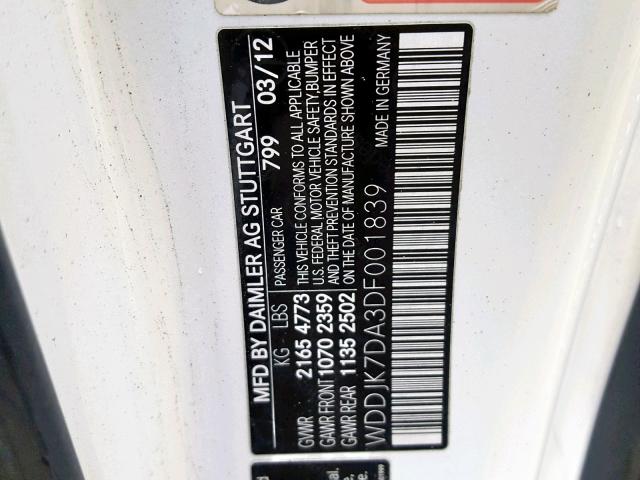 MFD BY DAIMLER AG STUTTGART
KG LBS PASSENGER CAR 799 03/12
GVWR 2165 4773 THIS VEHICLE CONFORMS TO ALL APPLICABLE
U.S. FEDERAL MOTOR VEHICLE SAFETY, BUMPER
GAWR FRONT 1070 2359 AND THEFT PREVENTION STANDARDS IN EFFECT
GAWR REAR 1135 2502 ON THE DATE OF MANUFACTURE SHOWN ABOVE
WDDJK7DA3DF001839 MADE IN GERMANY